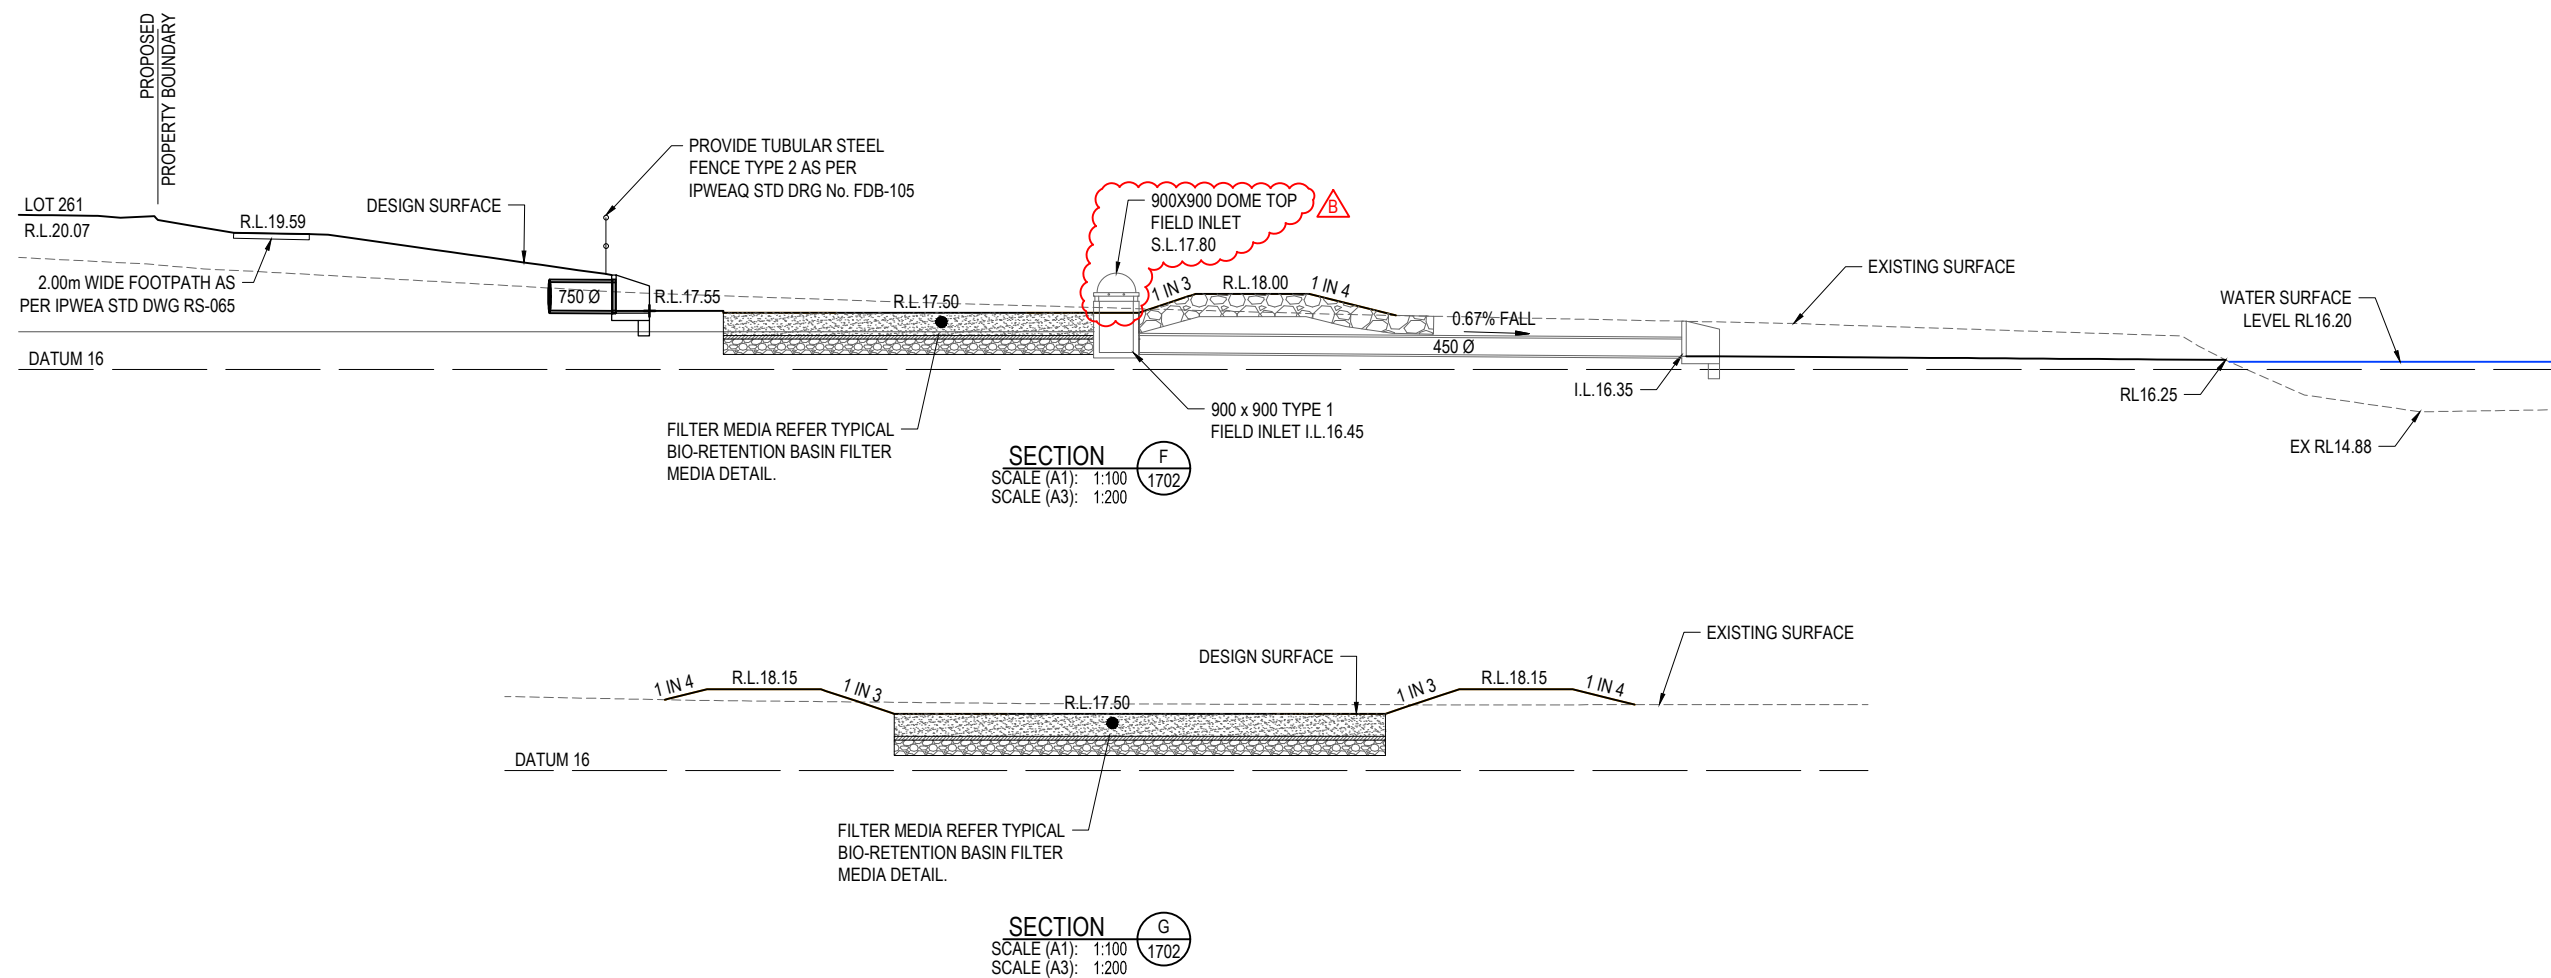 PROPOSED
PROPERTY BOUNDARY
LOT 261
R.L.20.07
R.L.19.59
DESIGN SURFACE
2.00m WIDE FOOTPATH AS
PER IPWEA STD DWG RS-065
PROVIDE TUBULAR STEEL
FENCE TYPE 2 AS PER
IPWEAQ STD DRG No. FDB-105
750 Ø
R.L.17.55
R.L.17.50
900X900 DOME TOP
FIELD INLET
S.L.17.80
B
1 IN 3
R.L.18.00
1 IN 4
0.67% FALL
450 Ø
EXISTING SURFACE
WATER SURFACE
LEVEL RL16.20
DATUM 16
I.L.16.35
RL16.25
EX RL14.88
900 x 900 TYPE 1
FIELD INLET I.L.16.45
FILTER MEDIA REFER TYPICAL
BIO-RETENTION BASIN FILTER
MEDIA DETAIL.
SECTION
SCALE (A1): 1:100
SCALE (A3): 1:200
F
1702
1 IN 4
R.L.18.15
1 IN 3
R.L.17.50
DESIGN SURFACE
1 IN 3
R.L.18.15
1 IN 4
EXISTING SURFACE
DATUM 16
FILTER MEDIA REFER TYPICAL
BIO-RETENTION BASIN FILTER
MEDIA DETAIL.
SECTION
SCALE (A1): 1:100
SCALE (A3): 1:200
G
1702